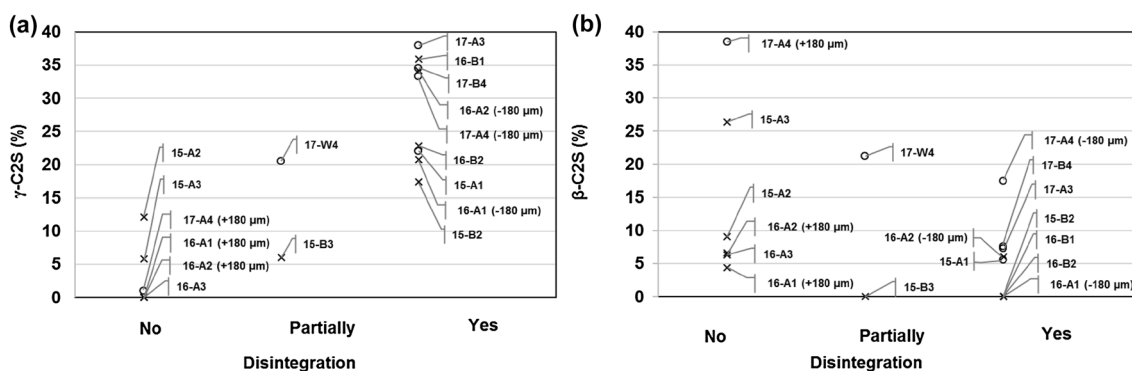 (a)
γ-C2S (%)
40
35
30
25
20
15
10
5
0
17-A3
16-B1
17-B4
16-A2 (-180 µm)
17-A4 (-180 µm)
16-B2
15-A1
16-A1 (-180 µm)
15-B2
17-W4
15-B3
15-A2
15-A3
17-A4 (+180 µm)
16-A1 (+180 µm)
16-A2 (+180 µm)
16-A3
No
Partially
Yes
Disintegration
(b)
β-C2S (%)
40
35
30
25
20
15
10
5
0
17-A4 (+180 µm)
15-A3
15-A2
16-A2 (+180 µm)
16-A3
16-A1 (+180 µm)
17-W4
15-B3
17-A4 (-180 µm)
17-B4
17-A3
16-A2 (-180 µm)
15-A1
15-B2
16-B1
16-B2
16-A1 (-180 µm)
No
Partially
Yes
Disintegration